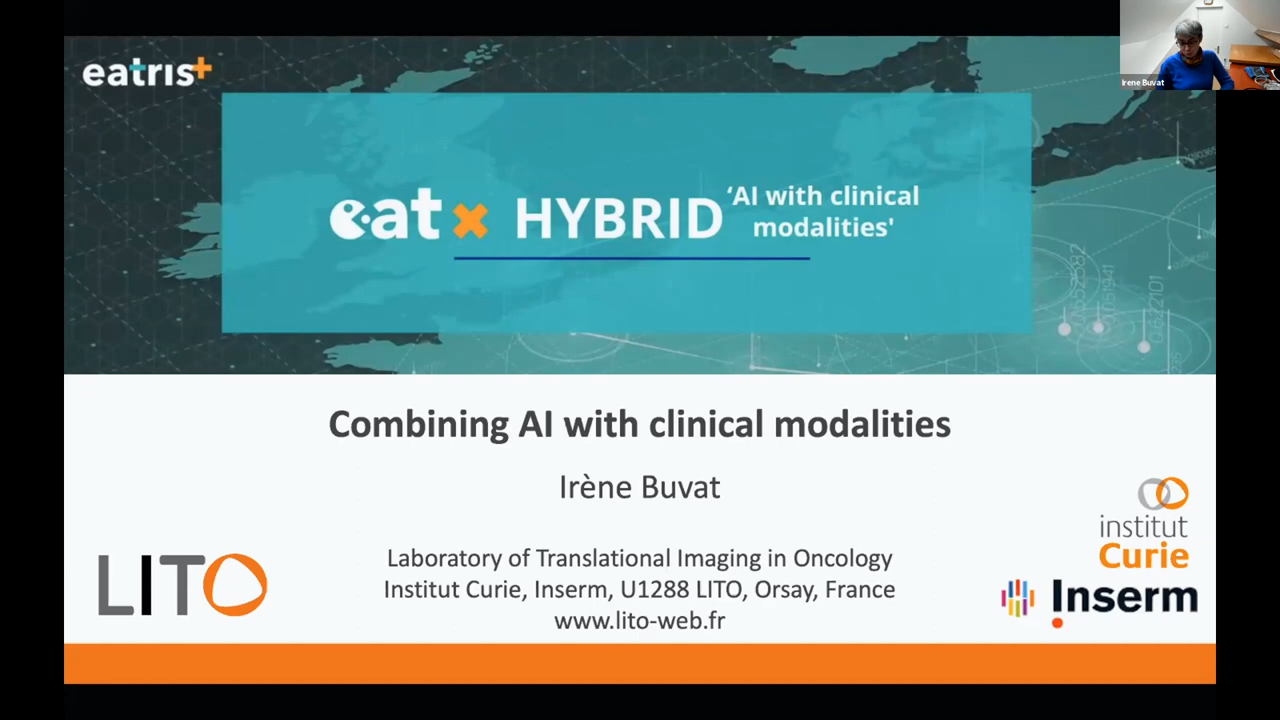 eatris+
Irene Buvat
eat x HYBRID 'AI with clinical
modalities'
Combining AI with clinical modalities
Irène Buvat
institut
Curie
LITO
Laboratory of Translational Imaging in Oncology
Institut Curie, Inserm, U1288 LITO, Orsay, France
Inserm
www.lito-web.fr